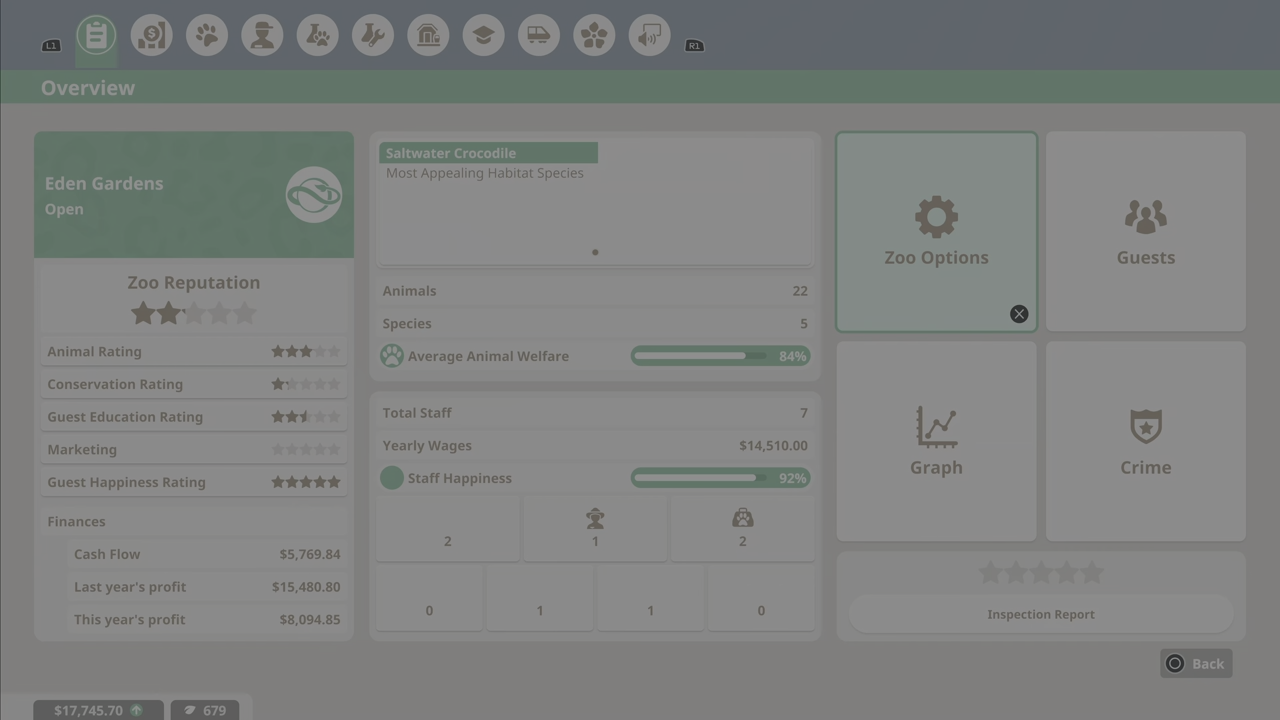 L1
R1
Overview
Eden Gardens
Open
Zoo Reputation
Animal Rating
Conservation Rating
Guest Education Rating
Marketing
Guest Happiness Rating
Finances
Cash Flow $5,769.84
Last year's profit $15,480.80
This year's profit $8,094.85
Saltwater Crocodile
Most Appealing Habitat Species
Animals 22
Species 5
Average Animal Welfare 84%
Total Staff 7
Yearly Wages $14,510.00
Staff Happiness 92%
2 1 2
0 1 1 0
Zoo Options
Guests
Graph
Crime
Inspection Report
Back
$17,745.70 679